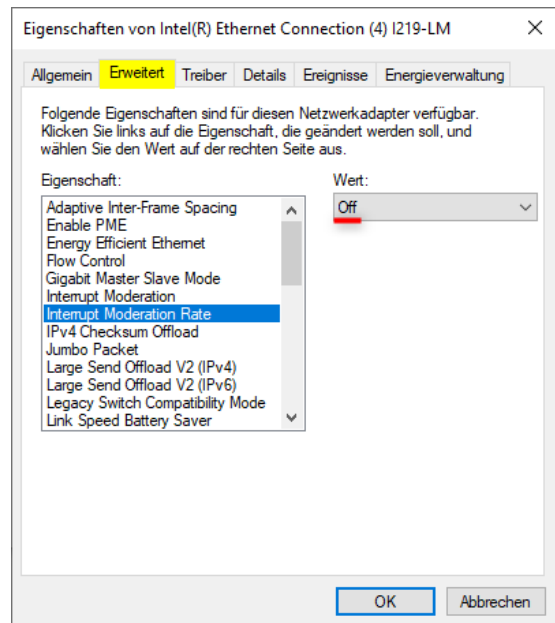 Eigenschaften von Intel(R) Ethernet Connection (4) I219-LM
Allgemein Erweitert Treiber Details Ereignisse Energieverwaltung
Folgende Eigenschaften sind für diesen Netzwerkadapter verfügbar.
Klicken Sie links auf die Eigenschaft, die geändert werden soll, und
wählen Sie den Wert auf der rechten Seite aus.
Eigenschaft:
Wert:
Adaptive Inter-Frame Spacing
Enable PME
Energy Efficient Ethernet
Flow Control
Gigabit Master Slave Mode
Interrupt Moderation
Interrupt Moderation Rate
IPv4 Checksum Offload
Jumbo Packet
Large Send Offload V2 (IPv4)
Large Send Offload V2 (IPv6)
Legacy Switch Compatibility Mode
Link Speed Battery Saver
Off
OK
Abbrechen